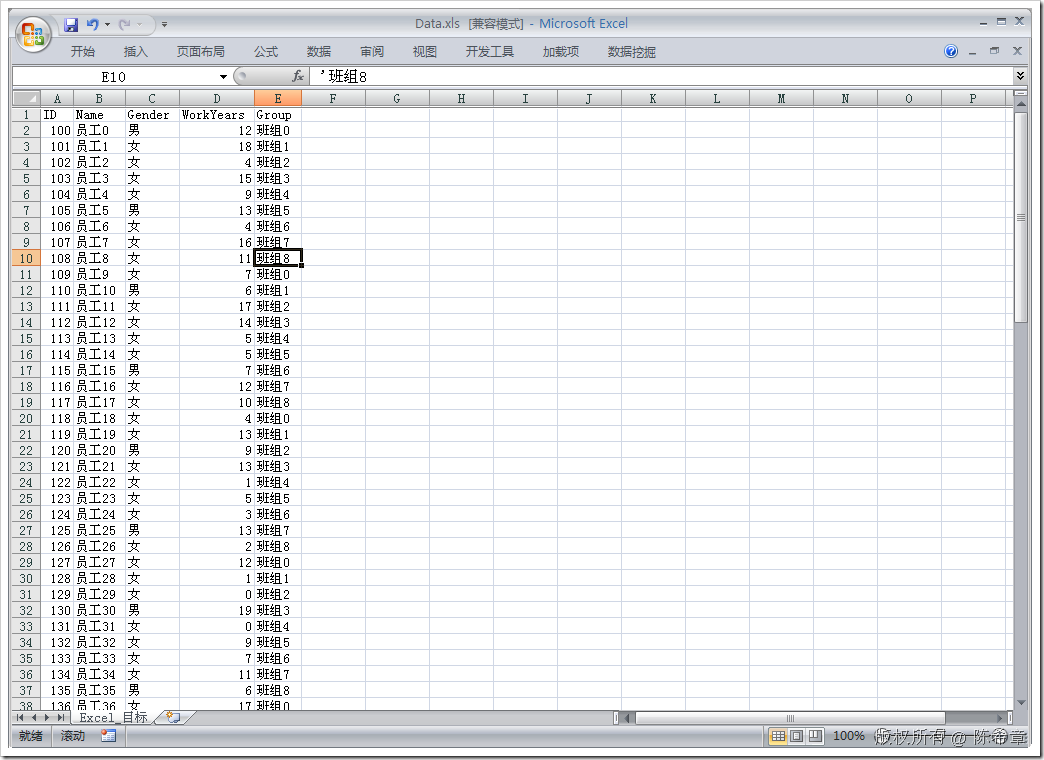 Data.xls [兼容模式] - Microsoft Excel
开始 插入 页面布局 公式 数据 审阅 视图 开发工具 加载项 数据挖掘
E10 fx '班组8
A B C D E F G H I J K L M N O P
1 ID Name Gender WorkYears Group
2 100 员工0 男 12 班组0
3 101 员工1 女 18 班组1
4 102 员工2 女 4 班组2
5 103 员工3 女 15 班组3
6 104 员工4 女 9 班组4
7 105 员工5 男 13 班组5
8 106 员工6 女 4 班组6
9 107 员工7 女 16 班组7
10 108 员工8 女 11 班组8
11 109 员工9 女 7 班组0
12 110 员工10 男 6 班组1
13 111 员工11 女 17 班组2
14 112 员工12 女 14 班组3
15 113 员工13 女 5 班组4
16 114 员工14 女 5 班组5
17 115 员工15 男 7 班组6
18 116 员工16 女 12 班组7
19 117 员工17 女 10 班组8
20 118 员工18 女 4 班组0
21 119 员工19 女 13 班组1
22 120 员工20 男 9 班组2
23 121 员工21 女 13 班组3
24 122 员工22 女 1 班组4
25 123 员工23 女 5 班组5
26 124 员工24 女 3 班组6
27 125 员工25 男 13 班组7
28 126 员工26 女 2 班组8
29 127 员工27 女 12 班组0
30 128 员工28 女 1 班组1
31 129 员工29 女 0 班组2
32 130 员工30 男 19 班组3
33 131 员工31 女 0 班组4
34 132 员工32 女 9 班组5
35 133 员工33 女 7 班组6
36 134 员工34 女 11 班组7
37 135 员工35 男 6 班组8
38 136 员工36 女 17 班组0
Excel_目标
就绪 滚动 100%
版权所有 @ 陈希章